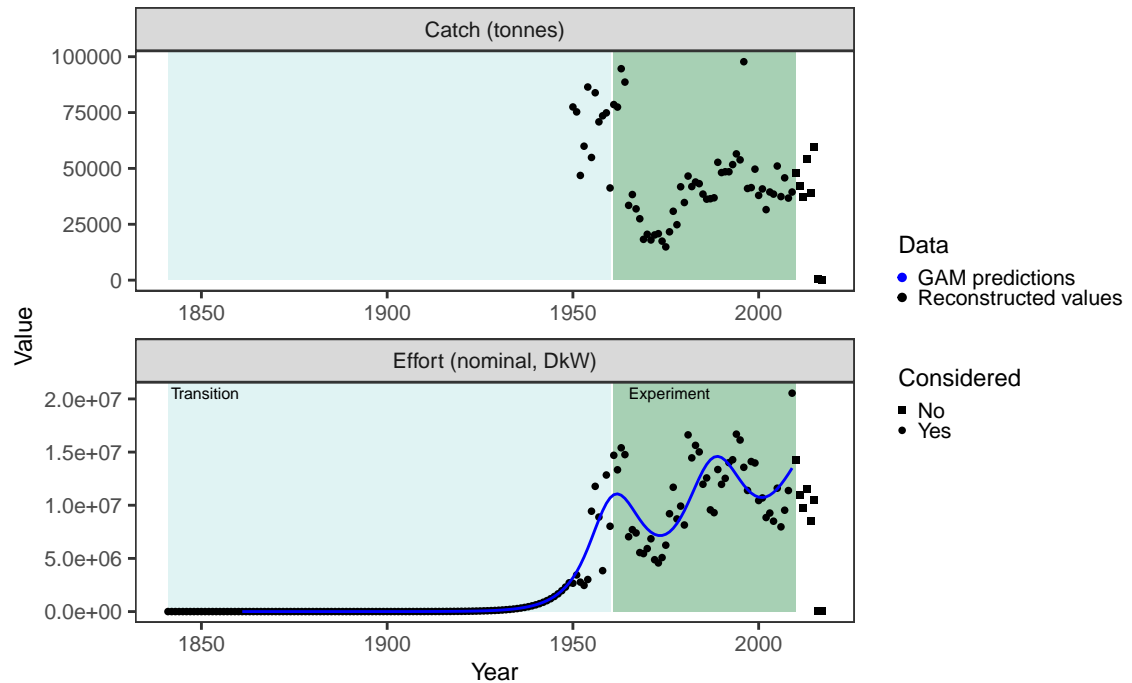 Catch (tonnes)
100000
75000
50000
25000
0
1850
1900
1950
2000
Value
Effort (nominal, DkW)
Transition
Experiment
2.0e+07
1.5e+07
1.0e+07
5.0e+06
0.0e+00
1850
1900
1950
2000
Year
Data
GAM predictions
Reconstructed values
Considered
No
Yes